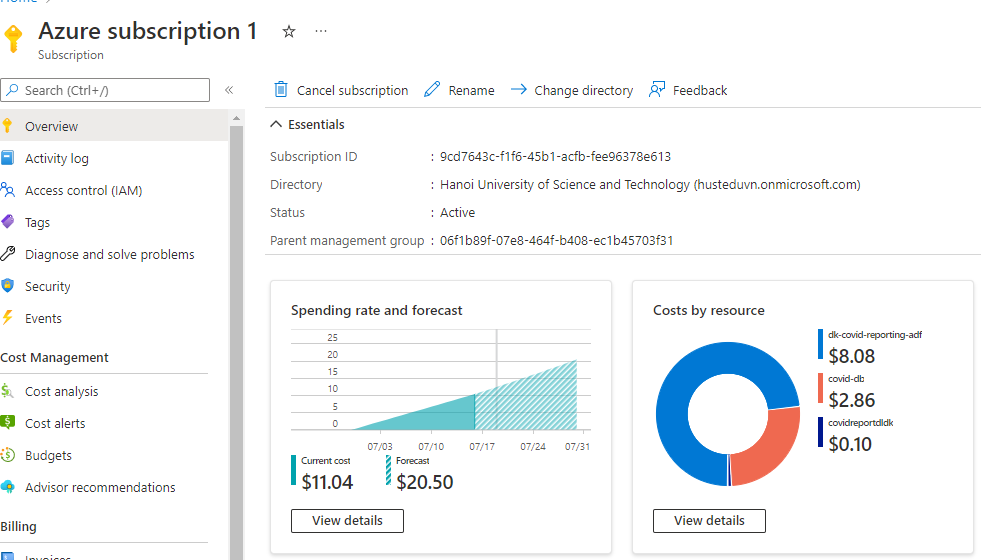 Home >
Azure subscription 1 ☆ ...
Subscription
Search (Ctrl+/) «
Cancel subscription Rename Change directory Feedback
Overview
Activity log
Access control (IAM)
Tags
Diagnose and solve problems
Security
Events
Cost Management
Cost analysis
Cost alerts
Budgets
Advisor recommendations
Billing
Invoices
Essentials
Subscription ID : 9cd7643c-f1f6-45b1-acfb-fee96378e613
Directory : Hanoi University of Science and Technology (husteduvn.onmicrosoft.com)
Status : Active
Parent management group : 06f1b89f-07e8-464f-b408-ec1b45703f31
Spending rate and forecast
25
20
15
10
5
0
07/03 07/10 07/17 07/24 07/31
Current cost Forecast
$11.04 $20.50
View details
Costs by resource
dk-covid-reporting-adf
$8.08
covid-db
$2.86
covidreportdldk
$0.10
View details